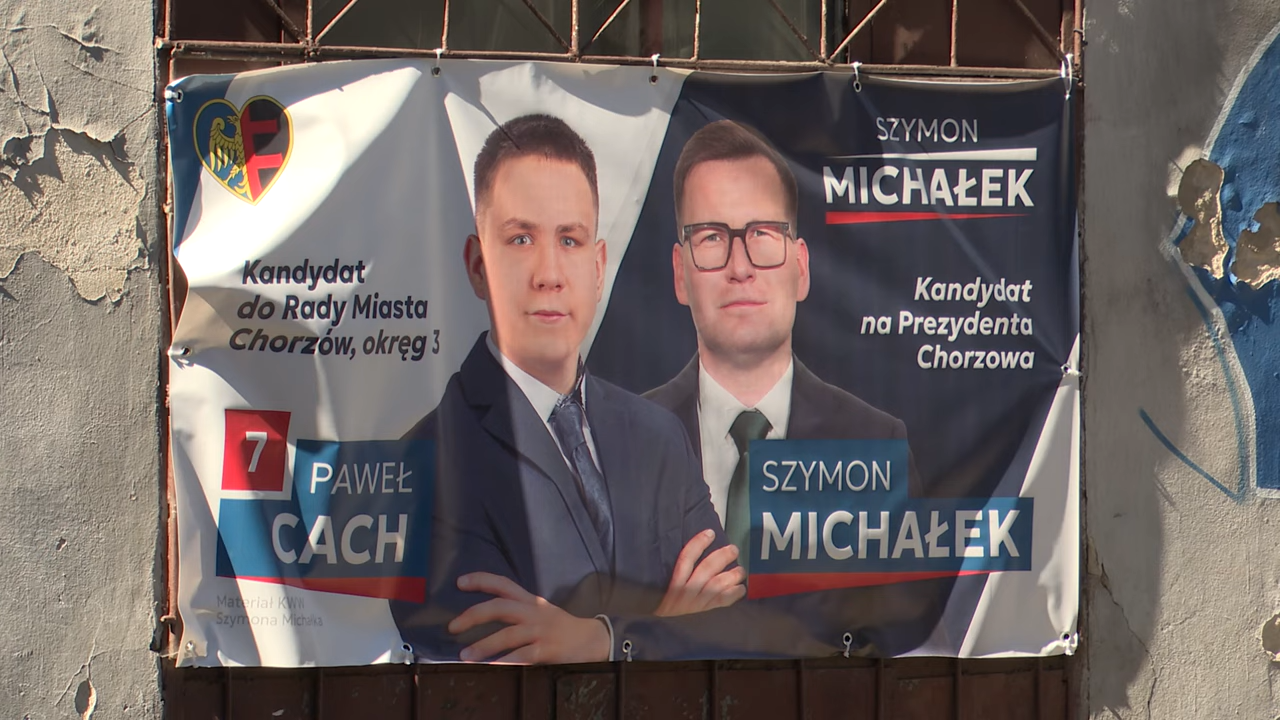 Kandydat
do Rady Miasta
Chorzów, okręg 3
7
PAWEŁ
CACH
Materiał KWW
Szymona Michałka
SZYMON
MICHAŁEK
Kandydat
na Prezydenta
Chorzowa
SZYMON
MICHAŁEK